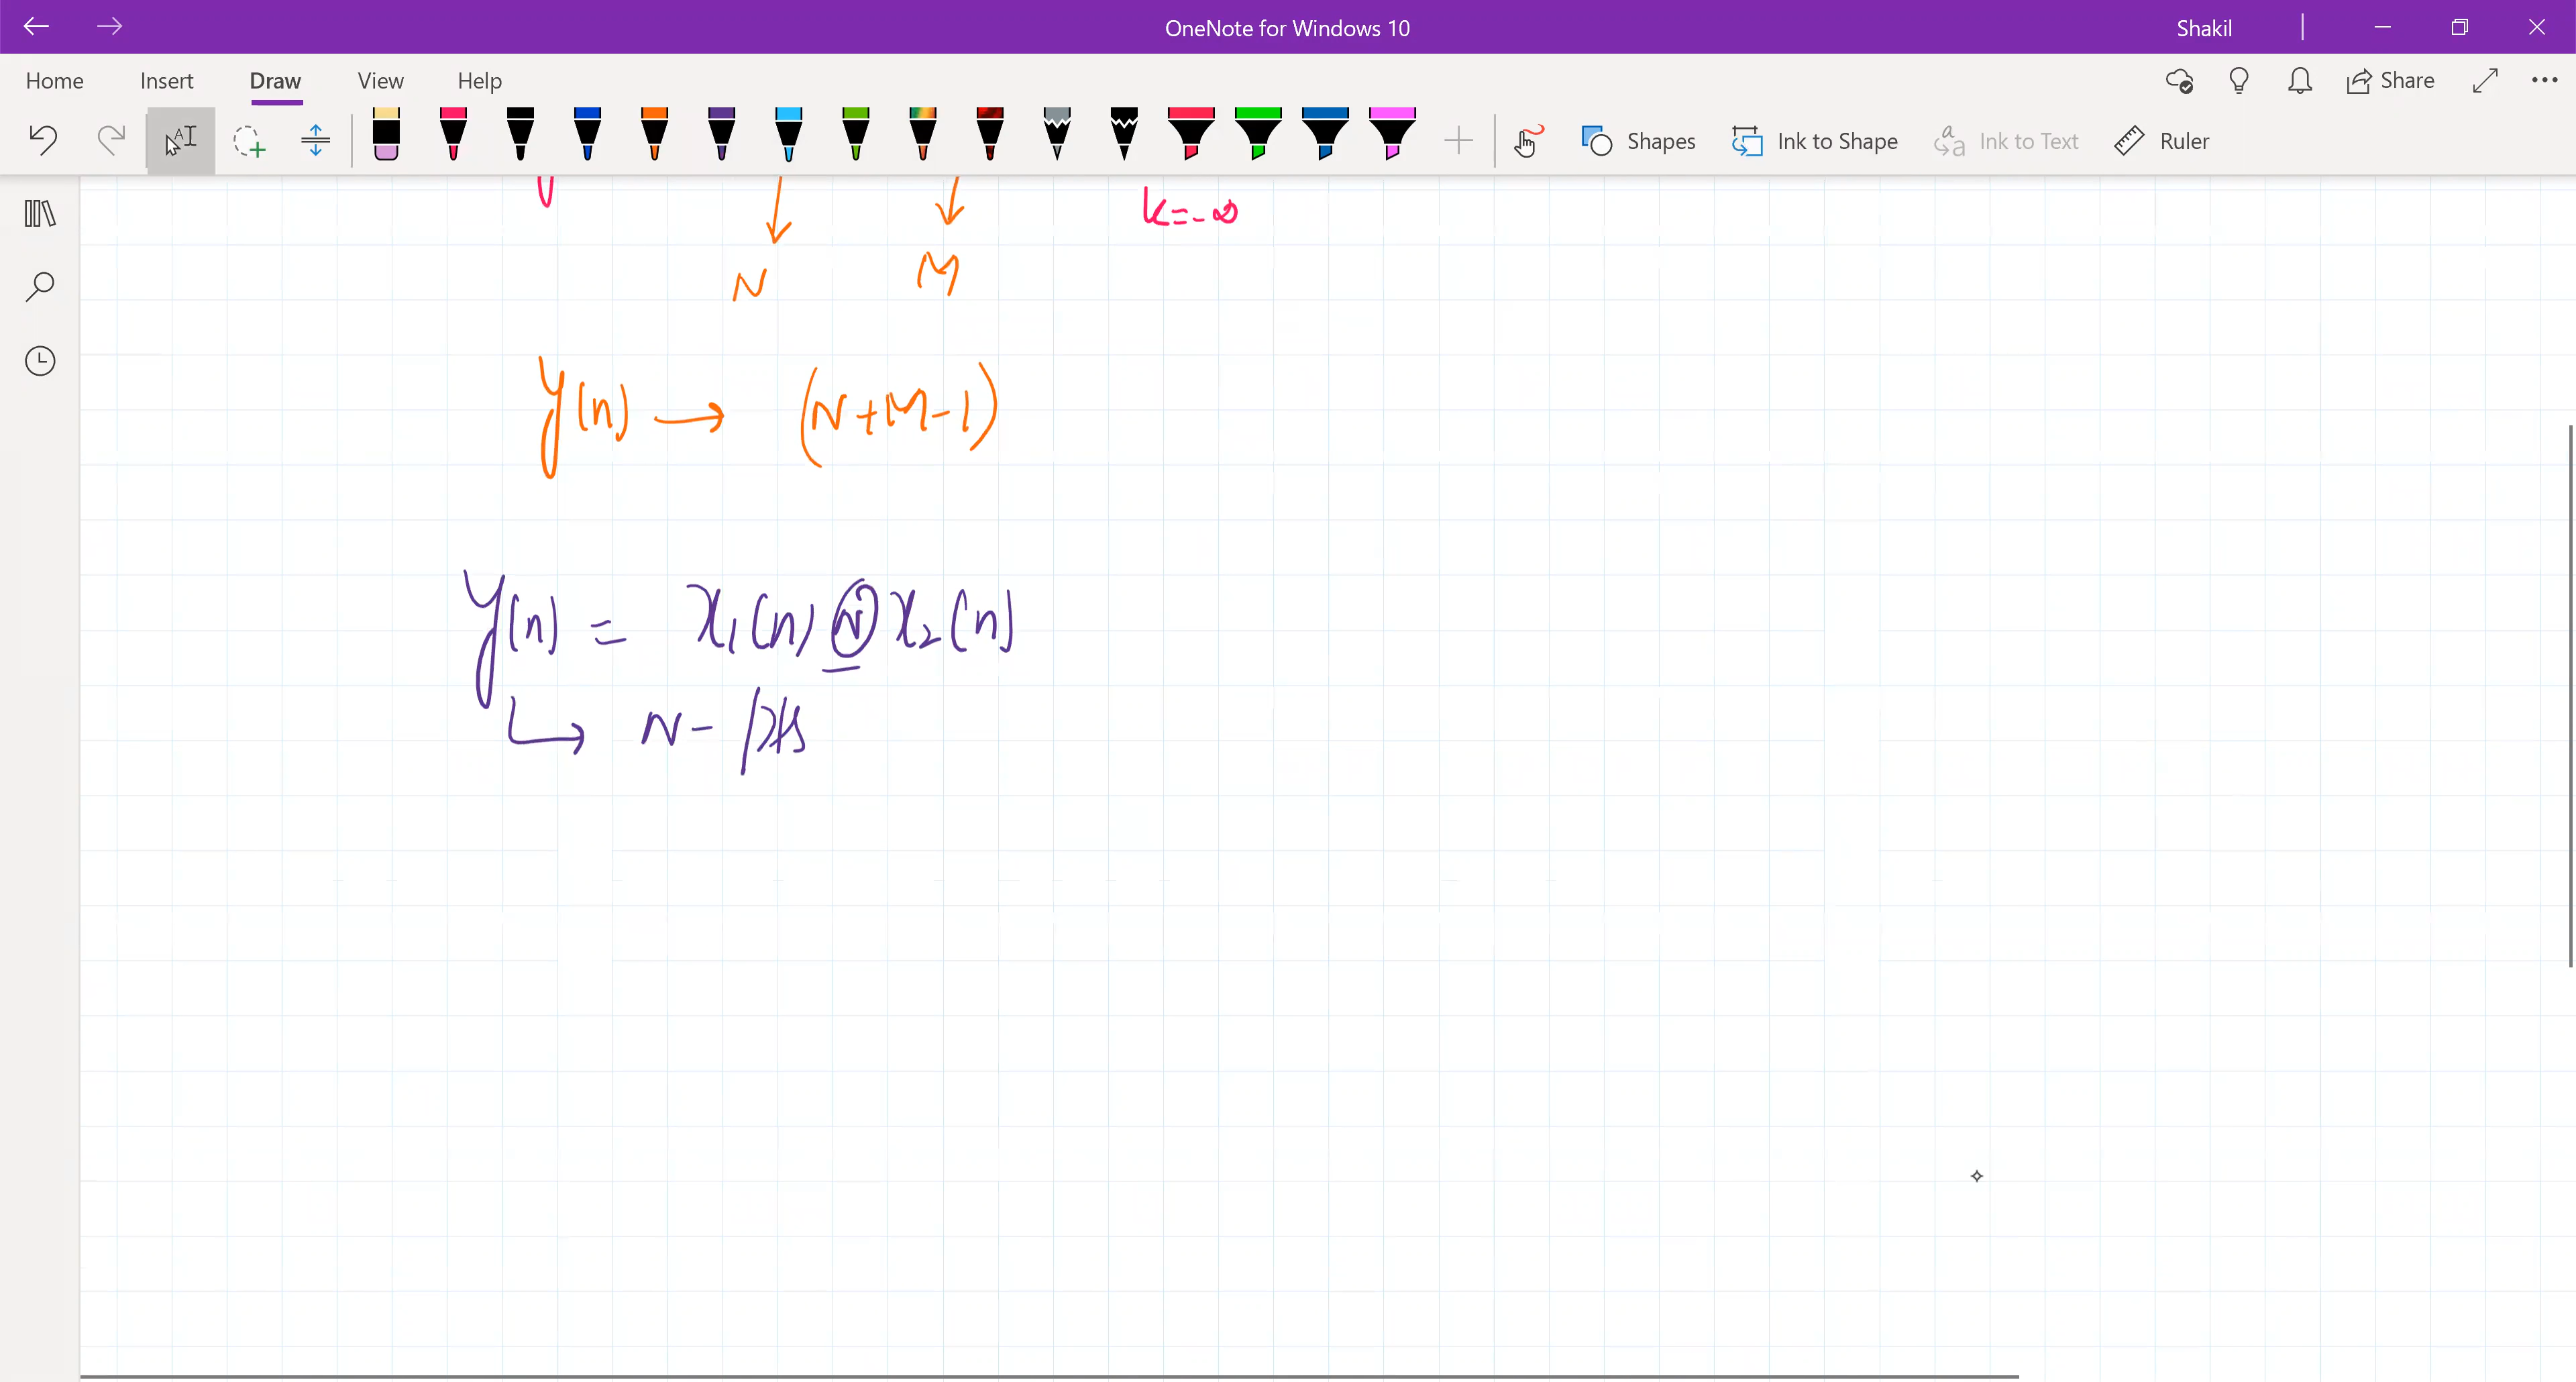 OneNote for Windows 10
Shakil
Home Insert Draw View Help
Share
Shapes Ink to Shape Ink to Text Ruler
k=-∞
N M
y(n) → (N+M-1)
y(n) = x₁(n) Ⓝ x₂(n)
↳ N - pts